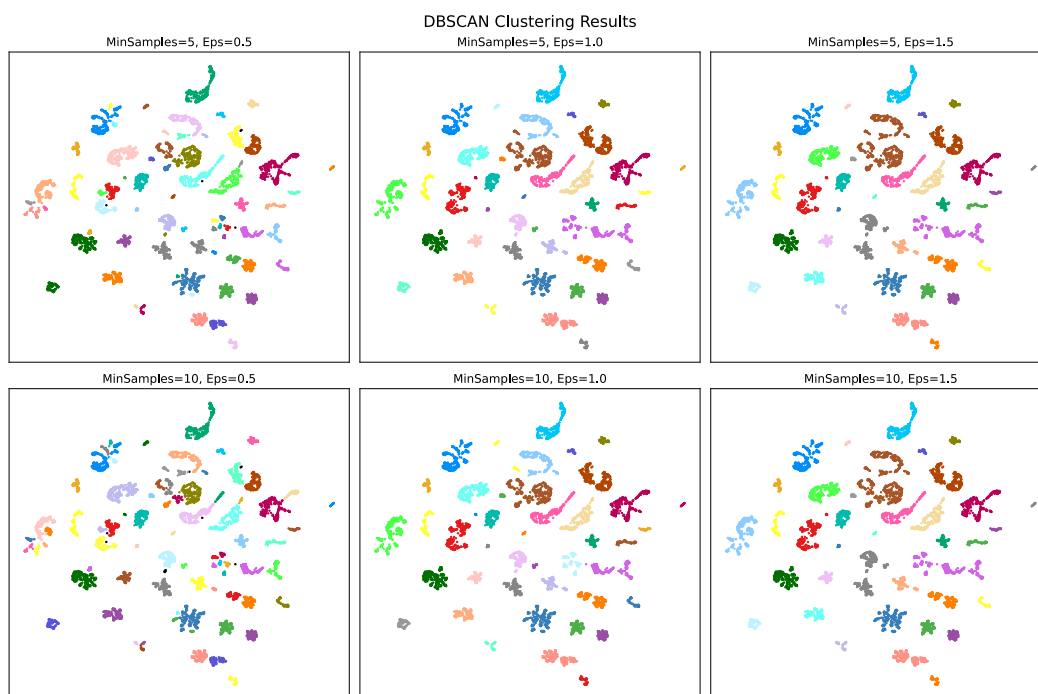 DBSCAN Clustering Results
MinSamples=5, Eps=0.5
MinSamples=5, Eps=1.0
MinSamples=5, Eps=1.5
MinSamples=10, Eps=0.5
MinSamples=10, Eps=1.0
MinSamples=10, Eps=1.5